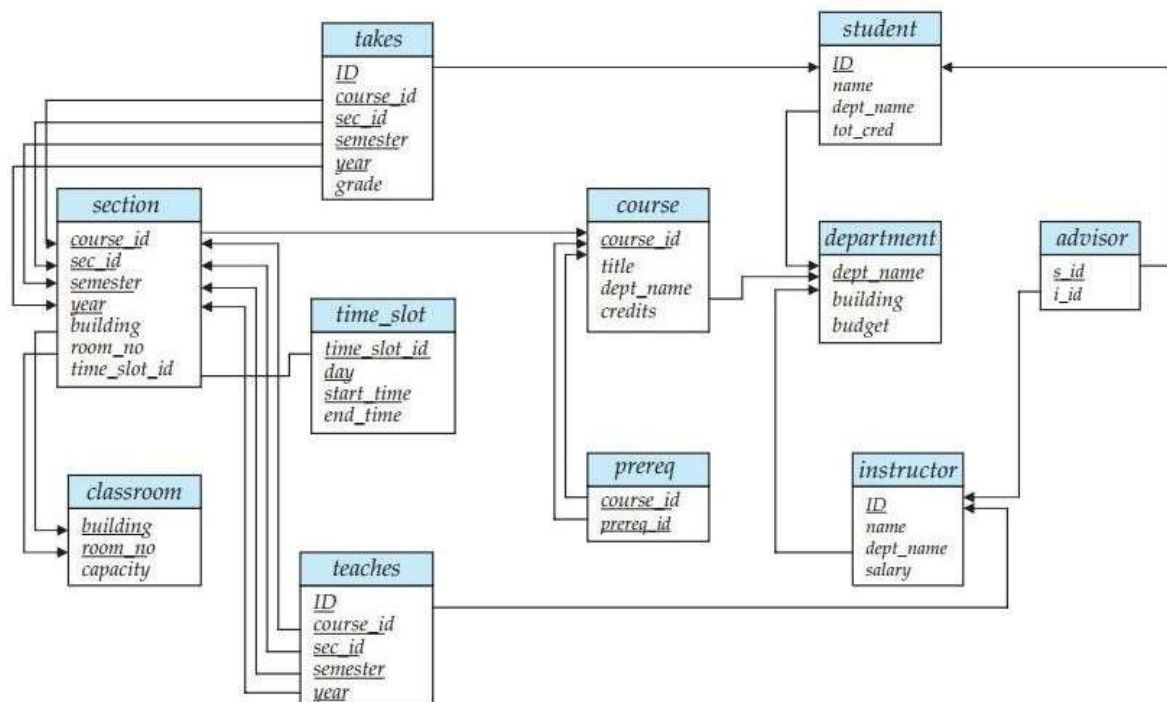 takes
ID
course_id
sec_id
semester
year
grade
student
ID
name
dept_name
tot_cred
section
course_id
sec_id
semester
year
building
room_no
time_slot_id
course
course_id
title
dept_name
credits
department
dept_name
building
budget
advisor
s_id
i_id
time_slot
time_slot_id
day
start_time
end_time
classroom
building
room_no
capacity
prereq
course_id
prereq_id
instructor
ID
name
dept_name
salary
teaches
ID
course_id
sec_id
semester
year